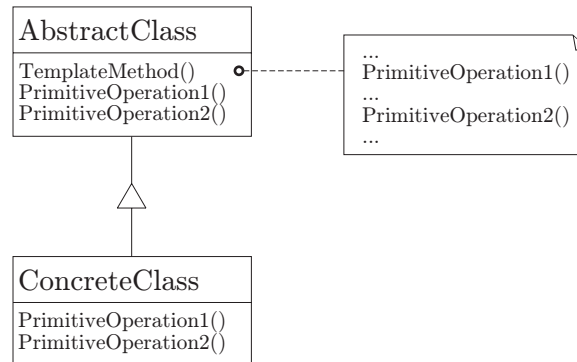 AbstractClass
TemplateMethod()
PrimitiveOperation1()
PrimitiveOperation2()
...
PrimitiveOperation1()
...
PrimitiveOperation2()
...
ConcreteClass
PrimitiveOperation1()
PrimitiveOperation2()